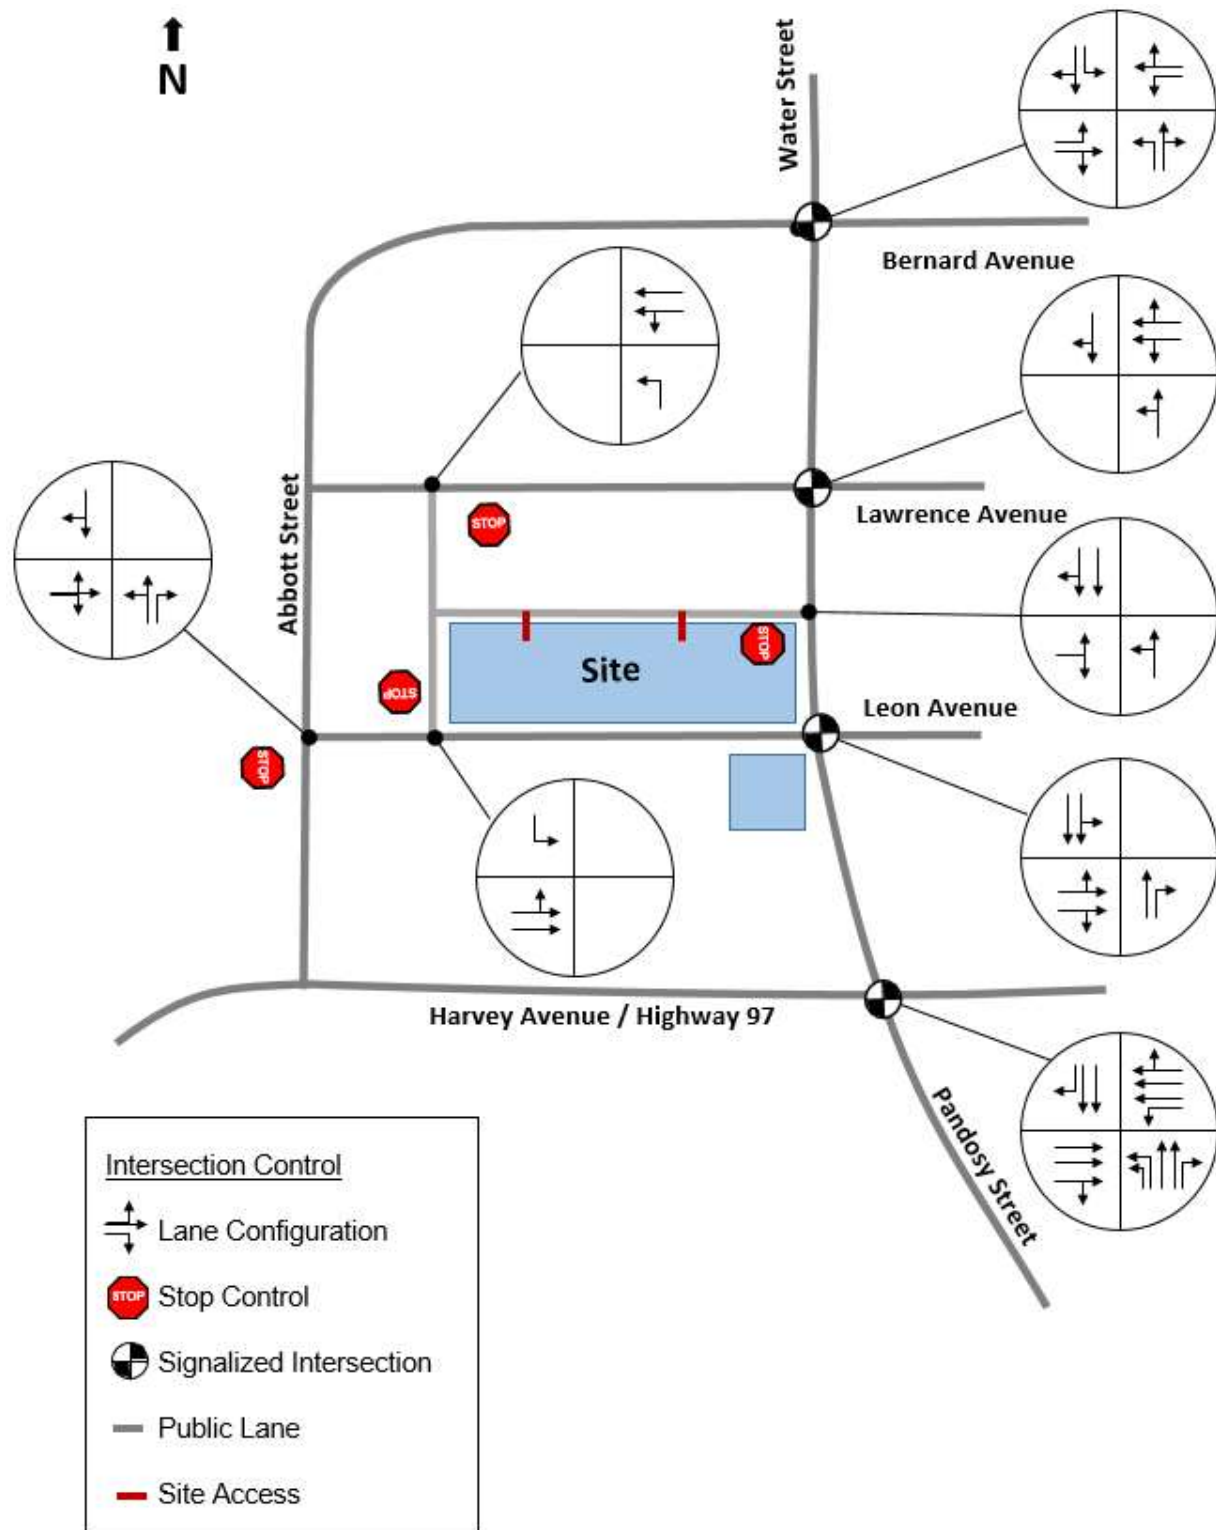 N
Water Street
Bernard Avenue
Abbott Street
STOP
Lawrence Avenue
STOP
Site
STOP
Leon Avenue
STOP
Harvey Avenue / Highway 97
Pandosy Street
Intersection Control
Lane Configuration
STOP
Stop Control
Signalized Intersection
Public Lane
Site Access